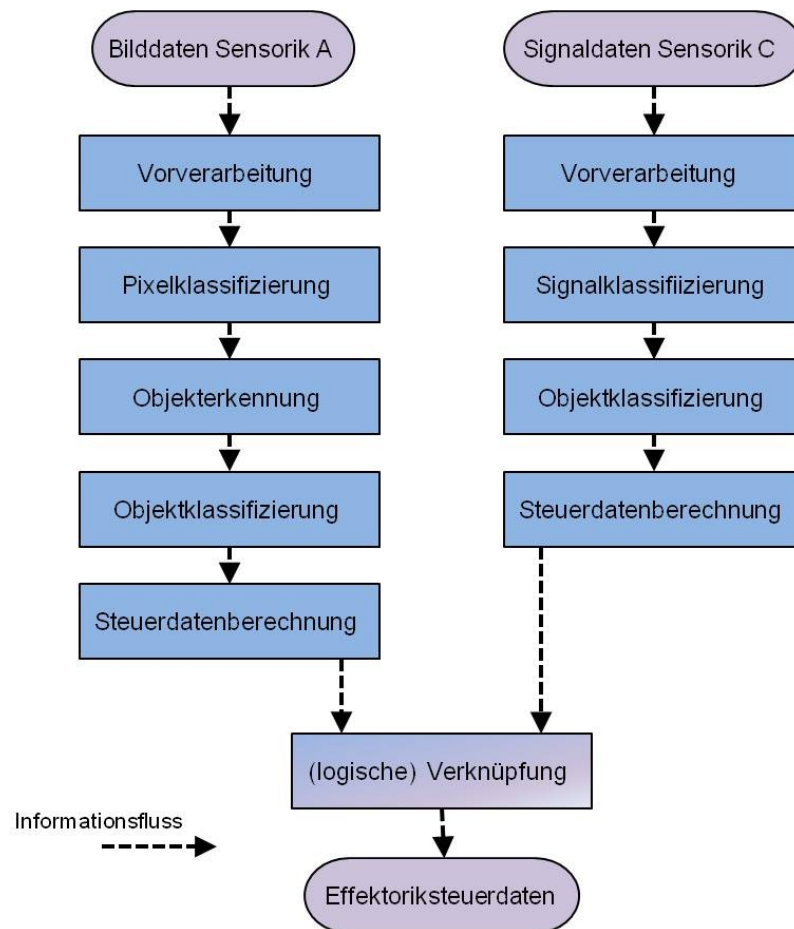 Bilddaten Sensorik A
Vorverarbeitung
Pixelklassifizierung
Objekterkennung
Objektklassifizierung
Steuerdatenberechnung
Signaldaten Sensorik C
Vorverarbeitung
Signalklassifiizierung
Objektklassifizierung
Steuerdatenberechnung
(logische) Verknüpfung
Informationsfluss
Effektoriksteuerdaten